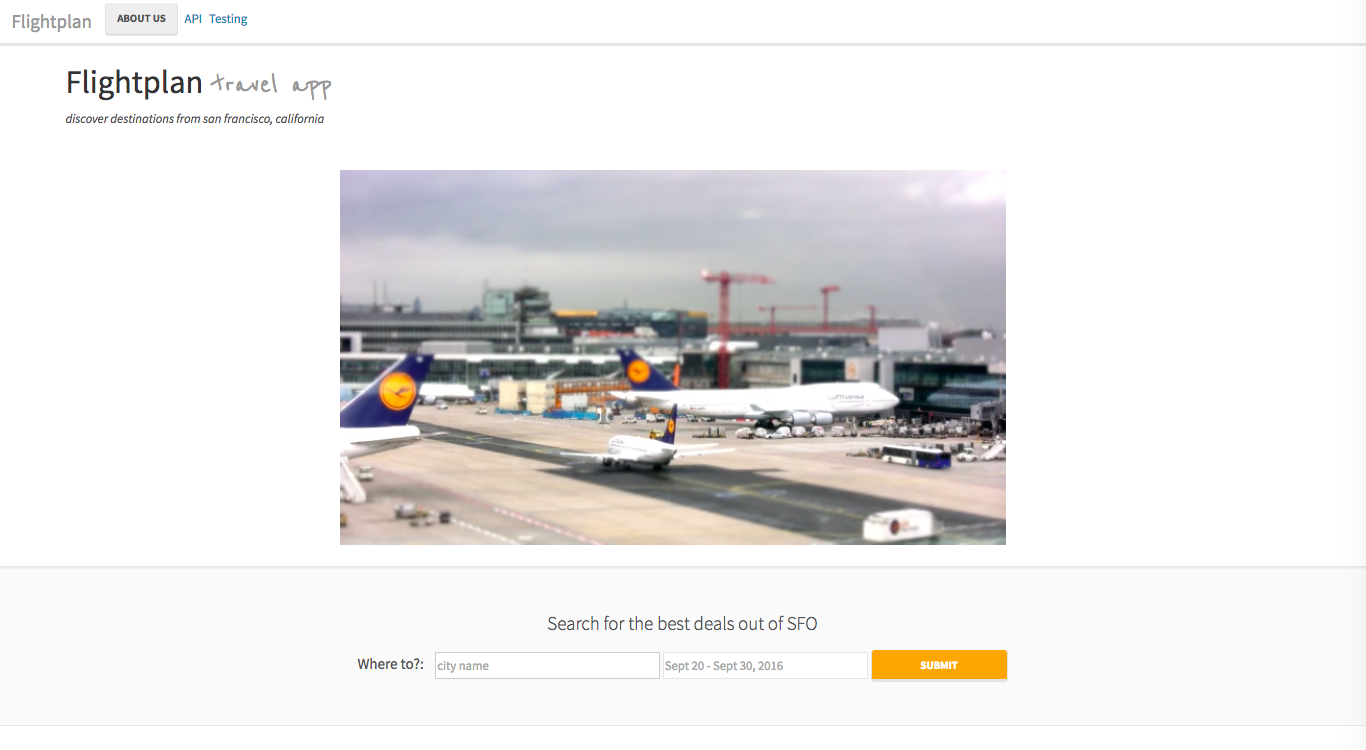 Flightplan ABOUT US API Testing
Flightplan travel app
discover destinations from san francisco, california
Lufthansa
Search for the best deals out of SFO
Where to?: city name Sept 20 - Sept 30, 2016 SUBMIT